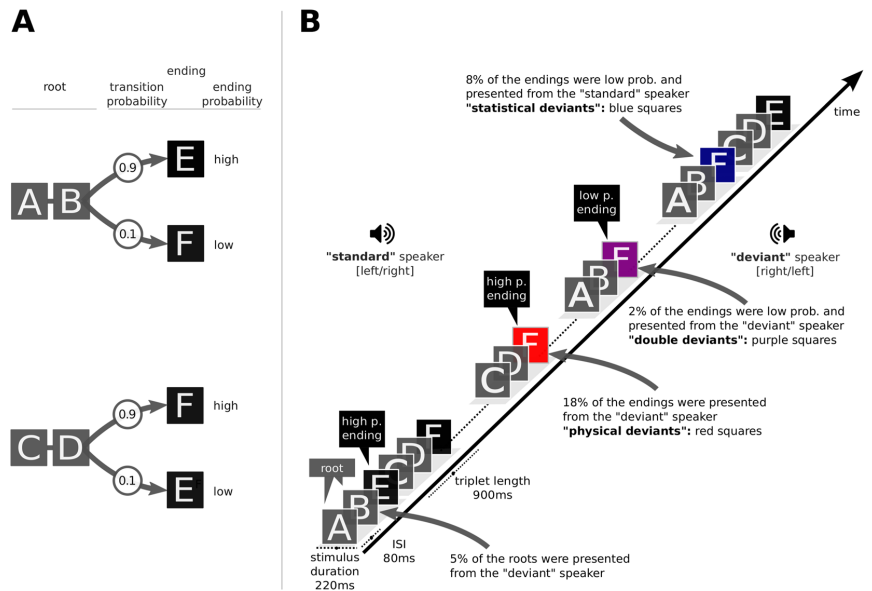 A
root
ending
transition
probability
ending
probability
A B
0.9
E
high
0.1
F
low
C D
0.9
F
high
0.1
E
low
B
8% of the endings were low prob. and
presented from the "standard" speaker
"statistical deviants": blue squares
time
A B F C D E
"standard" speaker
[left/right]
"deviant" speaker
[right/left]
low p.
ending
A B F
2% of the endings were low prob. and
presented from the "deviant" speaker
"double deviants": purple squares
high p.
ending
C D F
18% of the endings were presented
from the "deviant" speaker
"physical deviants": red squares
high p.
ending
root
A B E C D F
triplet length
900ms
ISI
80ms
stimulus
duration
220ms
5% of the roots were presented
from the "deviant" speaker